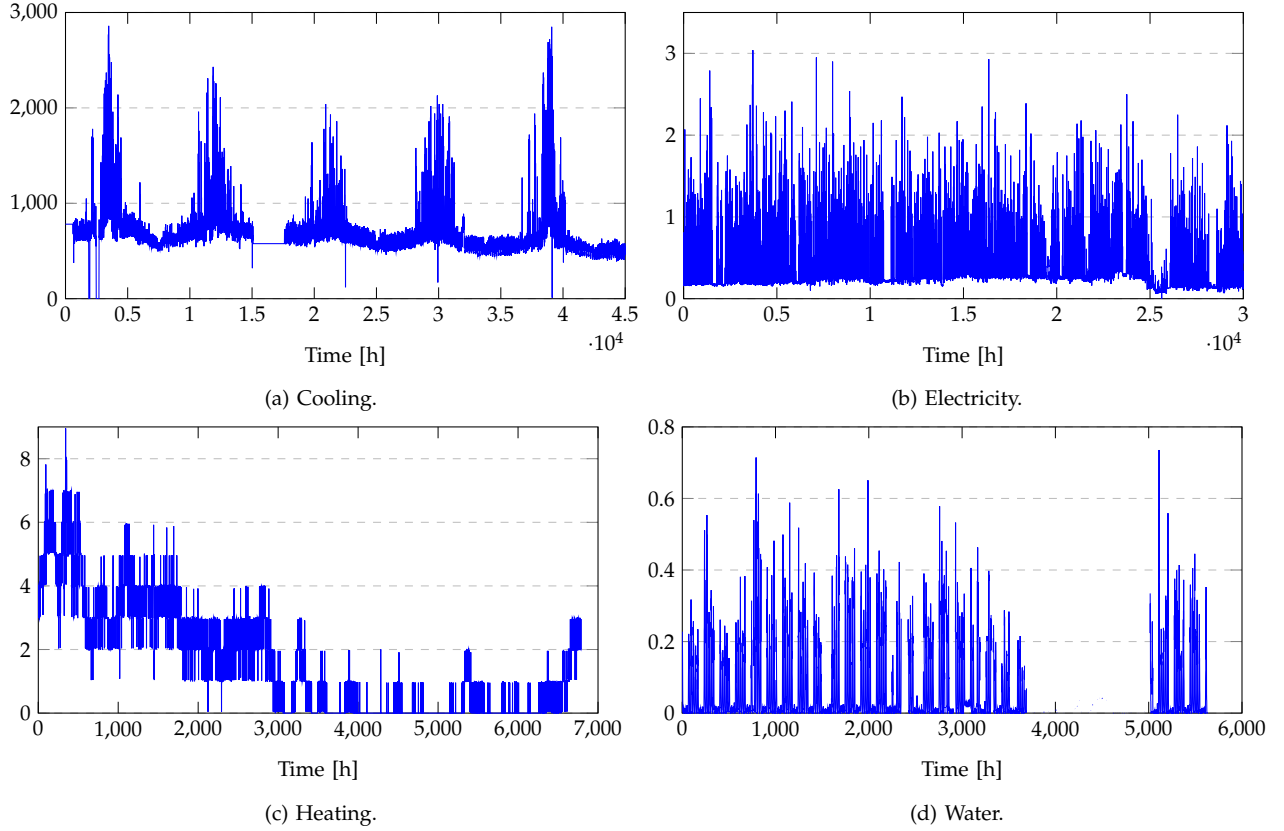 3,000
2,000
1,000
0
0 0.5 1 1.5 2 2.5 3 3.5 4 4.5
·10⁴
Time [h]
(a) Cooling.
3
2
1
0
0 0.5 1 1.5 2 2.5 3
·10⁴
Time [h]
(b) Electricity.
8
6
4
2
0
0 1,000 2,000 3,000 4,000 5,000 6,000 7,000
Time [h]
(c) Heating.
0.8
0.6
0.4
0.2
0
0 1,000 2,000 3,000 4,000 5,000 6,000
Time [h]
(d) Water.